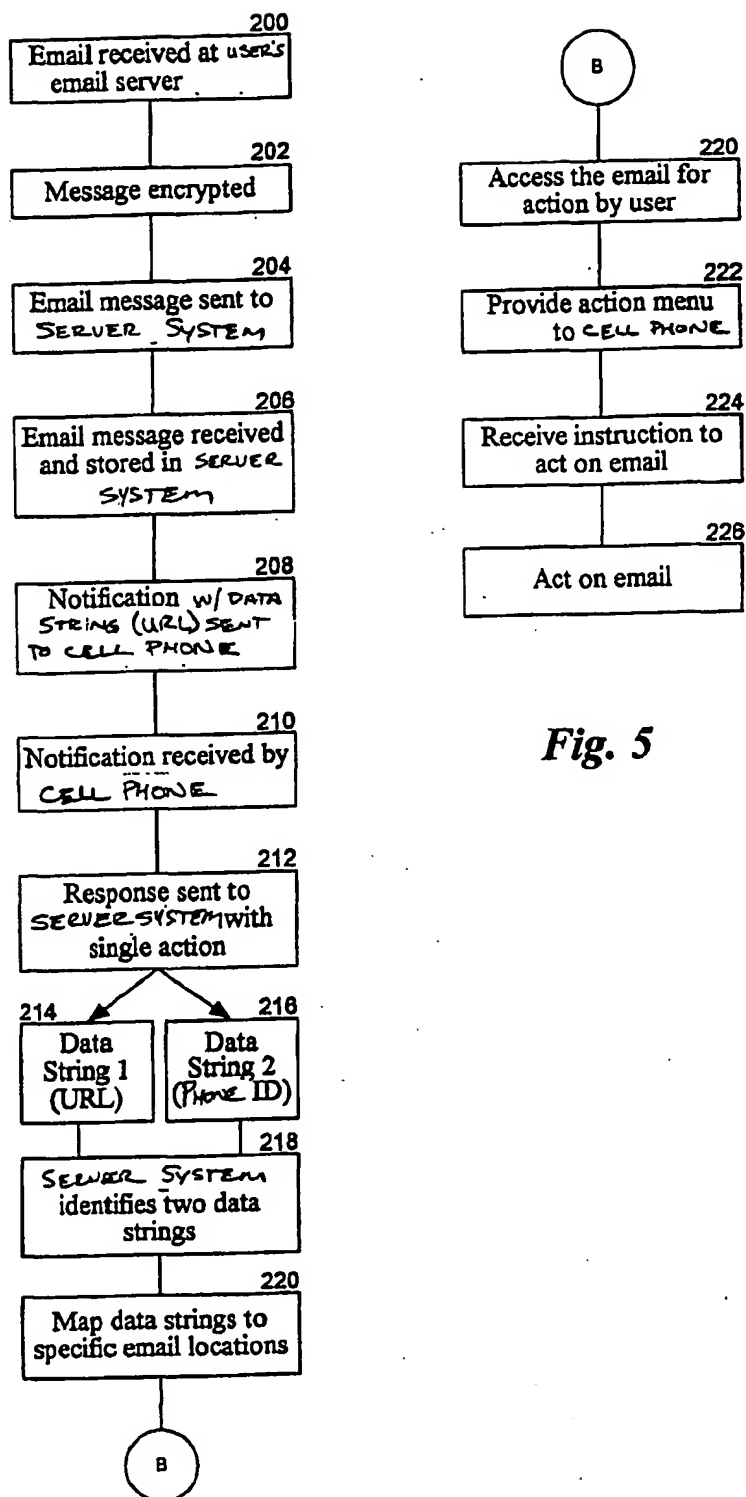 200
Email received at USER'S
email server
202
Message encrypted
204
Email message sent to
SERVER SYSTEM
206
Email message received
and stored in SERVER
SYSTEM
208
Notification W/ DATA
STRING (URL) SENT
TO CELL PHONE
210
Notification received by
CELL PHONE
212
Response sent to
SERVER SYSTEM with
single action
214
Data
String 1
(URL)
216
Data
String 2
(PHONE ID)
218
SERVER SYSTEM
identifies two data
strings
220
Map data strings to
specific email locations
B
B
220
Access the email for
action by user
222
Provide action menu
to CELL PHONE
224
Receive instruction to
act on email
226
Act on email
Fig. 5